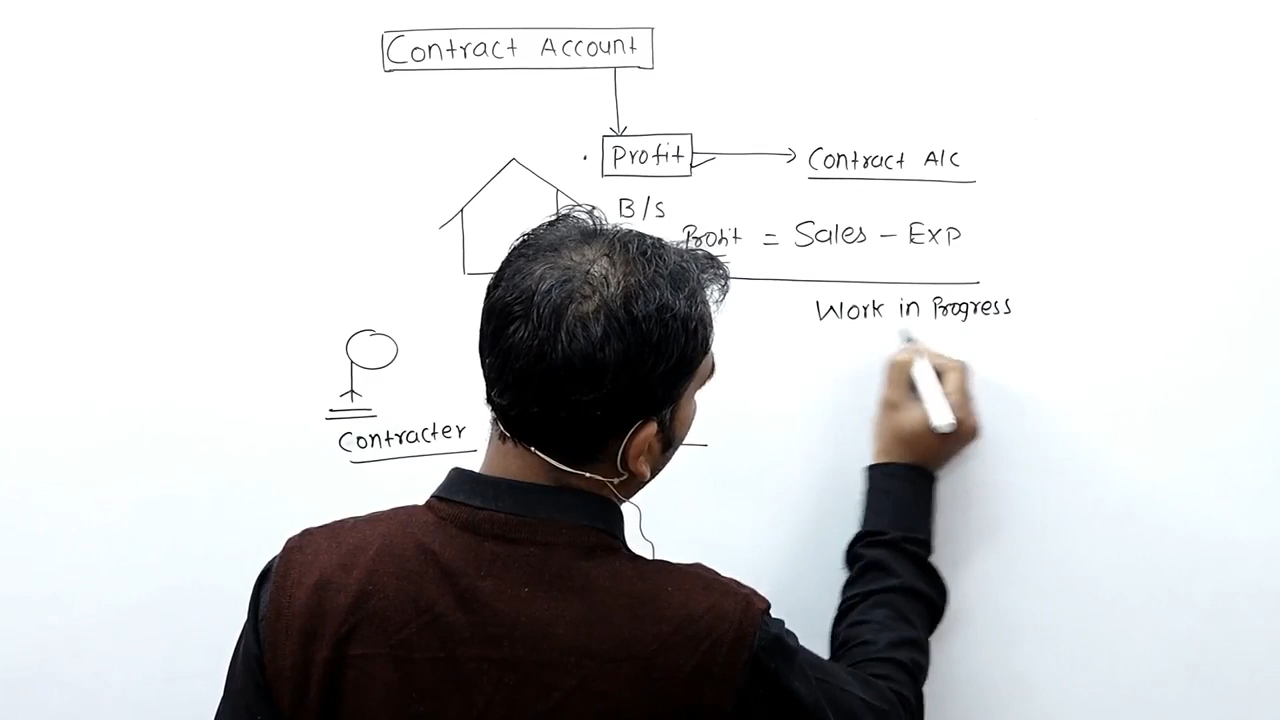 Contract Account
Profit
Contract A/C
B/S
Profit = Sales - Exp
Work in Progress
Contracter